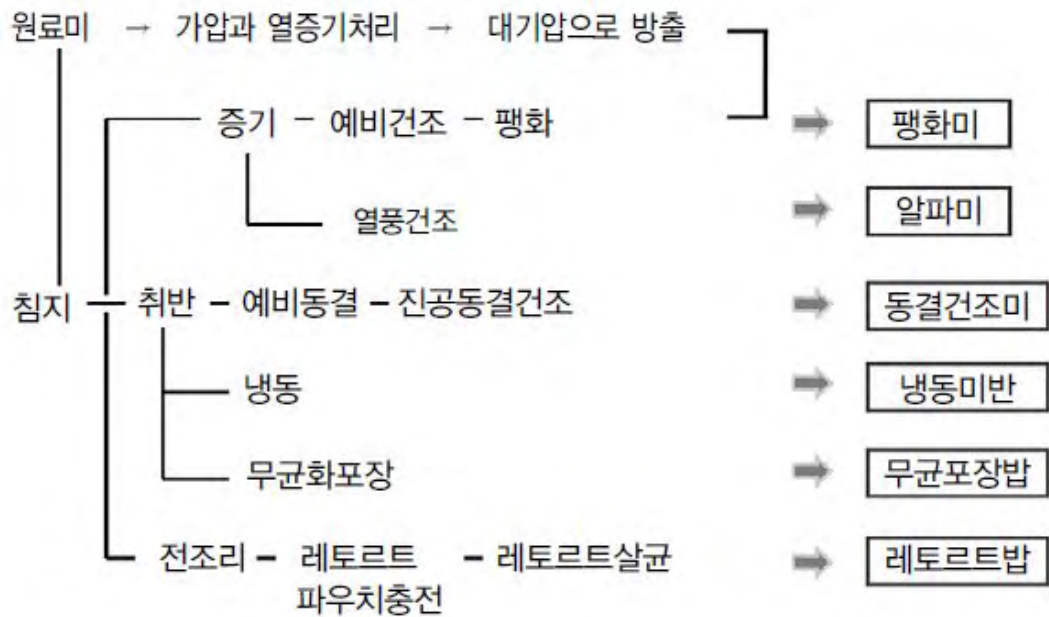 원료미 → 가압과 열증기처리 → 대기압으로 방출
증기 - 예비건조 - 팽화 팽화미
열풍건조 알파미
침지 취반 - 예비동결 - 진공동결건조 동결건조미
냉동 냉동미반
무균화포장 무균포장밥
전조리 - 레토르트 - 레토르트살균 레토르트밥
파우치충전